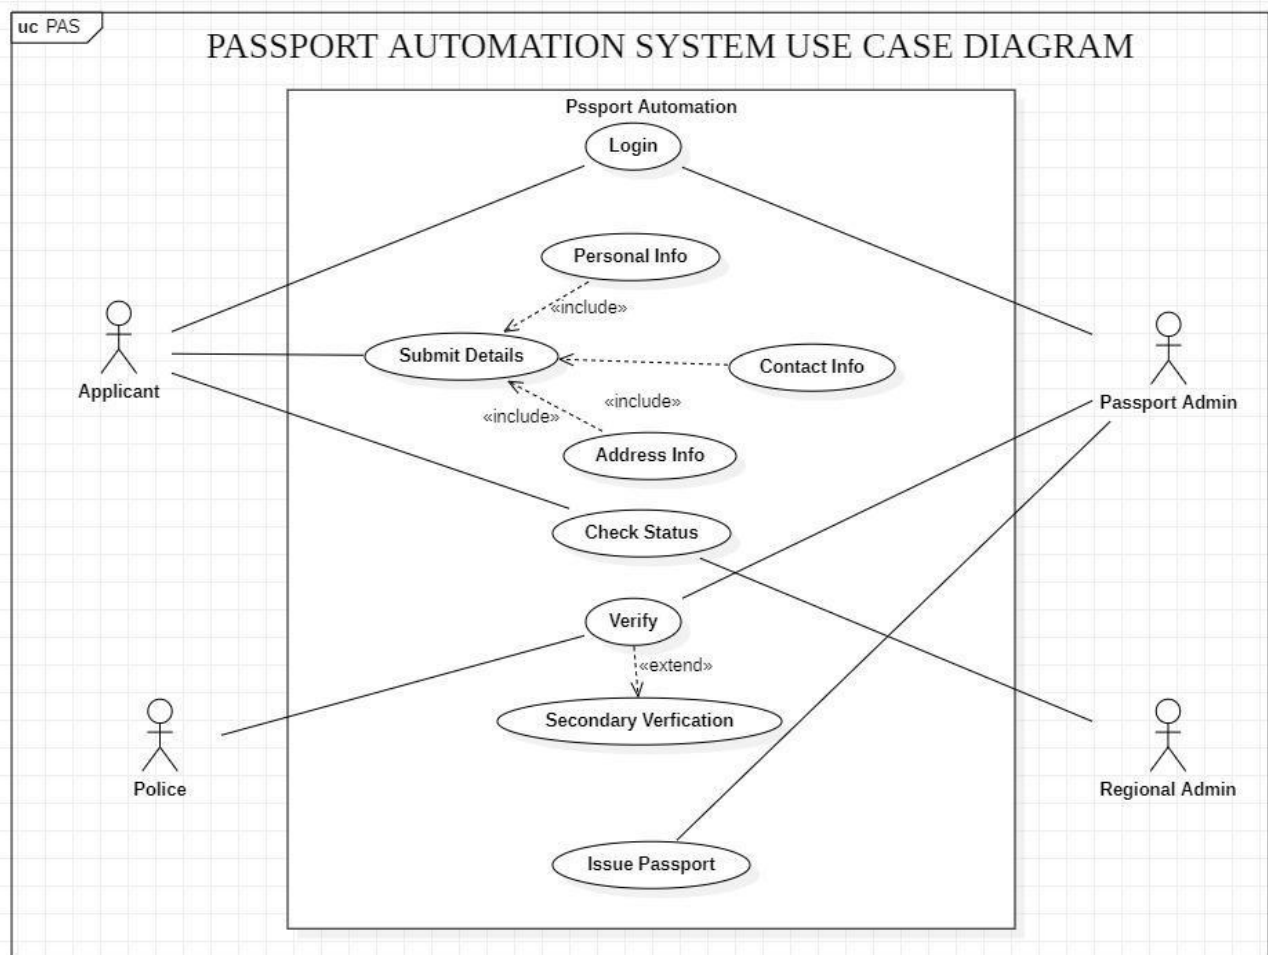 uc PAS
PASSPORT AUTOMATION SYSTEM USE CASE DIAGRAM
Pssport Automation
Login
Personal Info
«include»
Submit Details
Contact Info
Applicant
Passport Admin
«include»
«include»
Address Info
Check Status
Verify
«extend»
Secondary Verfication
Police
Regional Admin
Issue Passport